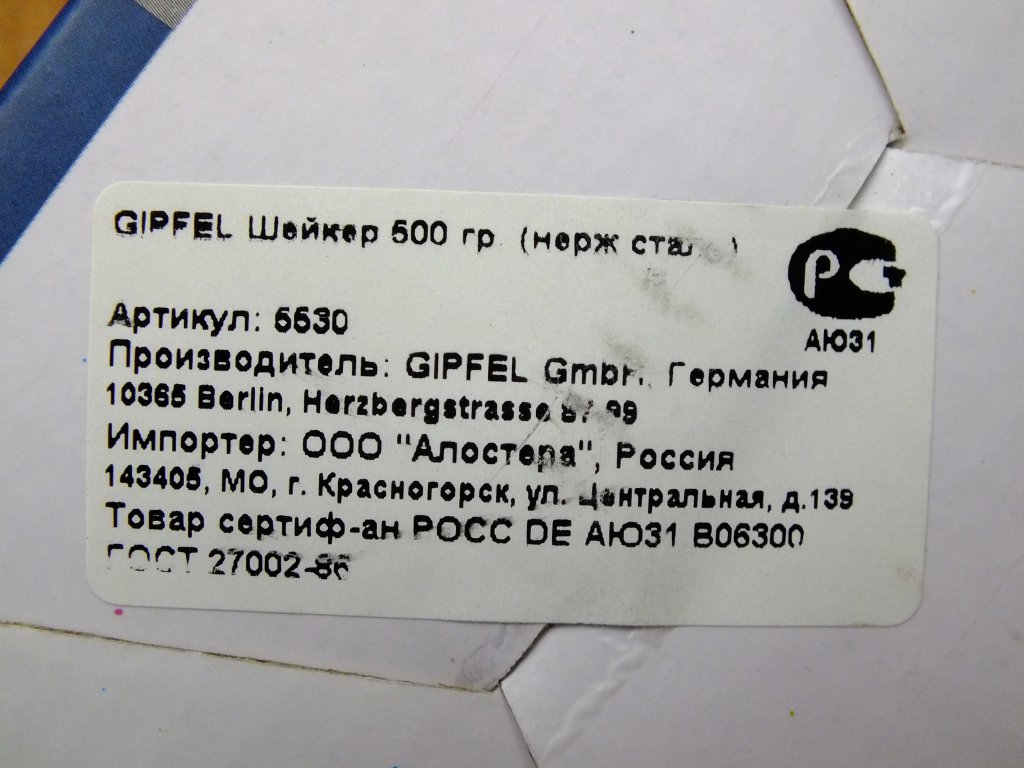 GIPFEL Шейкер 500 гр (нерж
РС
АЮ31
Артикул: 5530
Производитель: GIPFEL GmbH, Германия
10365 Berlin, Herzbergstrasse
Импортер: ООО "Алостера", Россия
143405, МО, г. Красногорск, ул. Центральная, д.139
Товар сертиф-ан РОСС DE АЮ31 В06300
ГОСТ 27002-86